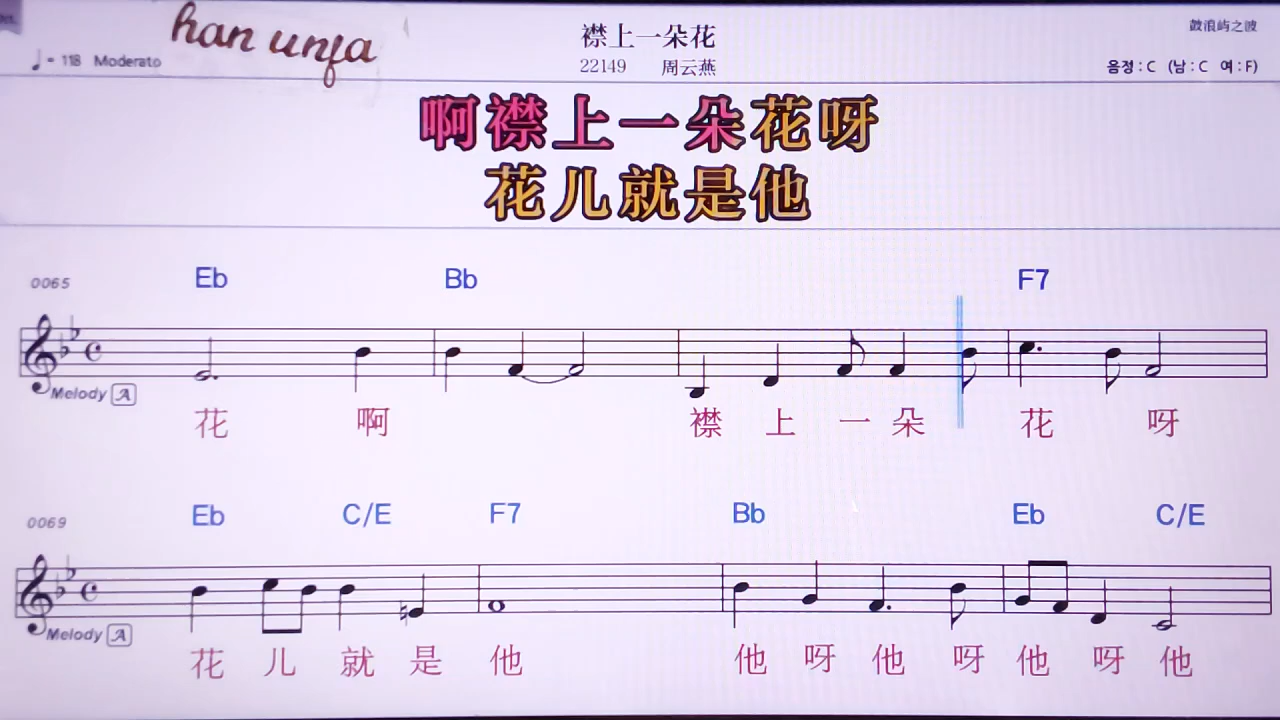 han unfa
襟上一朵花
鼓浪屿之波
♩= 118 Moderato
22149 周云燕
음정 : C (남 : C 여 : F)
啊襟上一朵花呀
花儿就是他
0065 Eb Bb F7
Melody A
花 啊 襟 上 一 朵 花 呀
0069 Eb C/E F7 Bb Eb C/E
Melody A
花 儿 就 是 他 他 呀 他 呀 他 呀 他